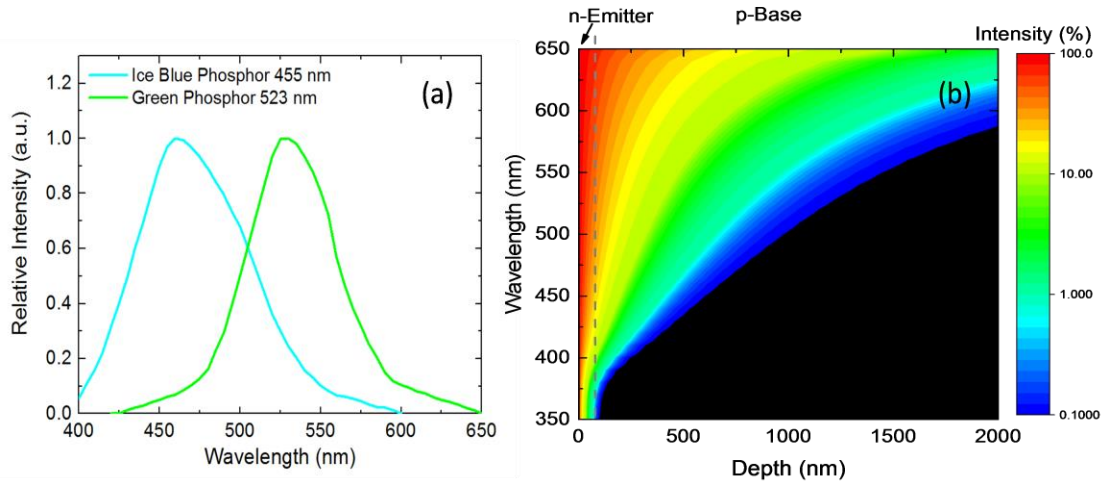 1.2
1.0
0.8
0.6
0.4
0.2
0.0
Relative Intensity (a.u.)
Ice Blue Phosphor 455 nm
Green Phosphor 523 nm
(a)
400 450 500 550 600 650
Wavelength (nm)
n-Emitter p-Base
650
600
550
500
450
400
350
Wavelength (nm)
(b)
0 500 1000 1500 2000
Depth (nm)
Intensity (%)
100.0
10.00
1.000
0.1000